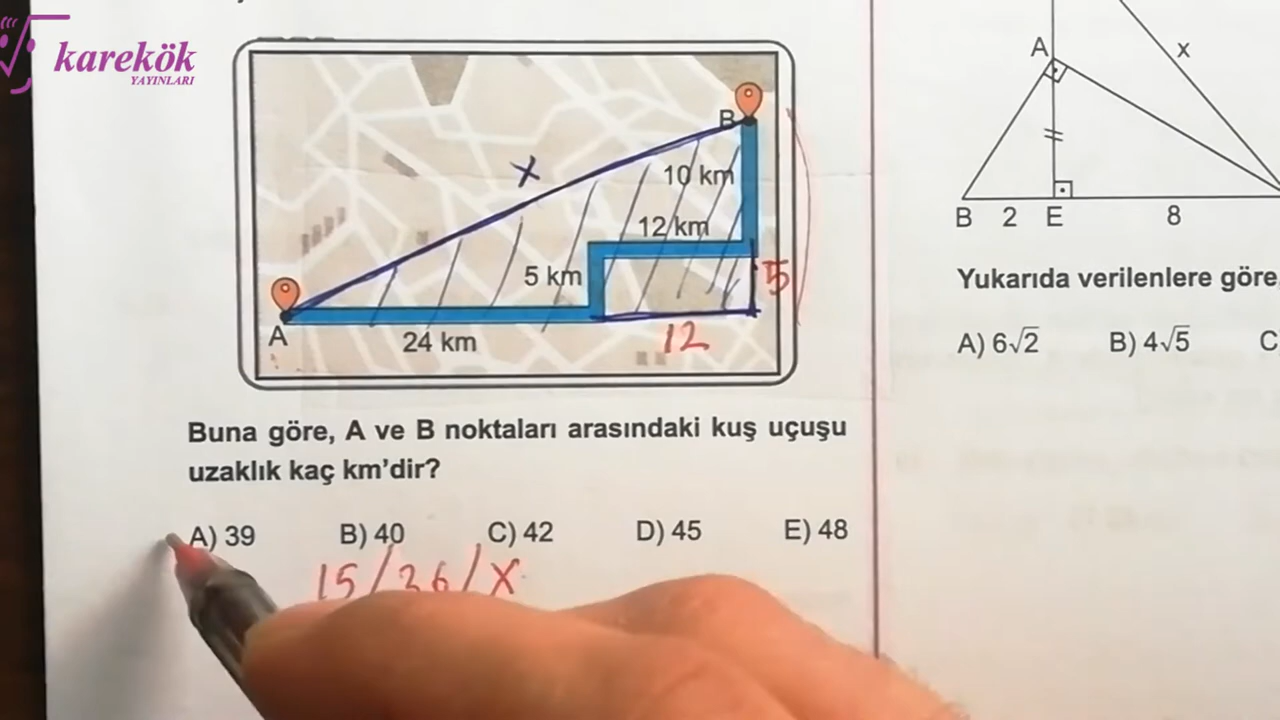 karekök
YAYINLARI
x
B
10 km
12 km
5 km
5
A
24 km
12
Buna göre, A ve B noktaları arasındaki kuş uçuşu
uzaklık kaç km'dir?
A) 39 B) 40 C) 42 D) 45 E) 48
15/36/x
A
x
B 2 E 8
Yukarıda verilenlere göre,
A) 6√2 B) 4√5 C